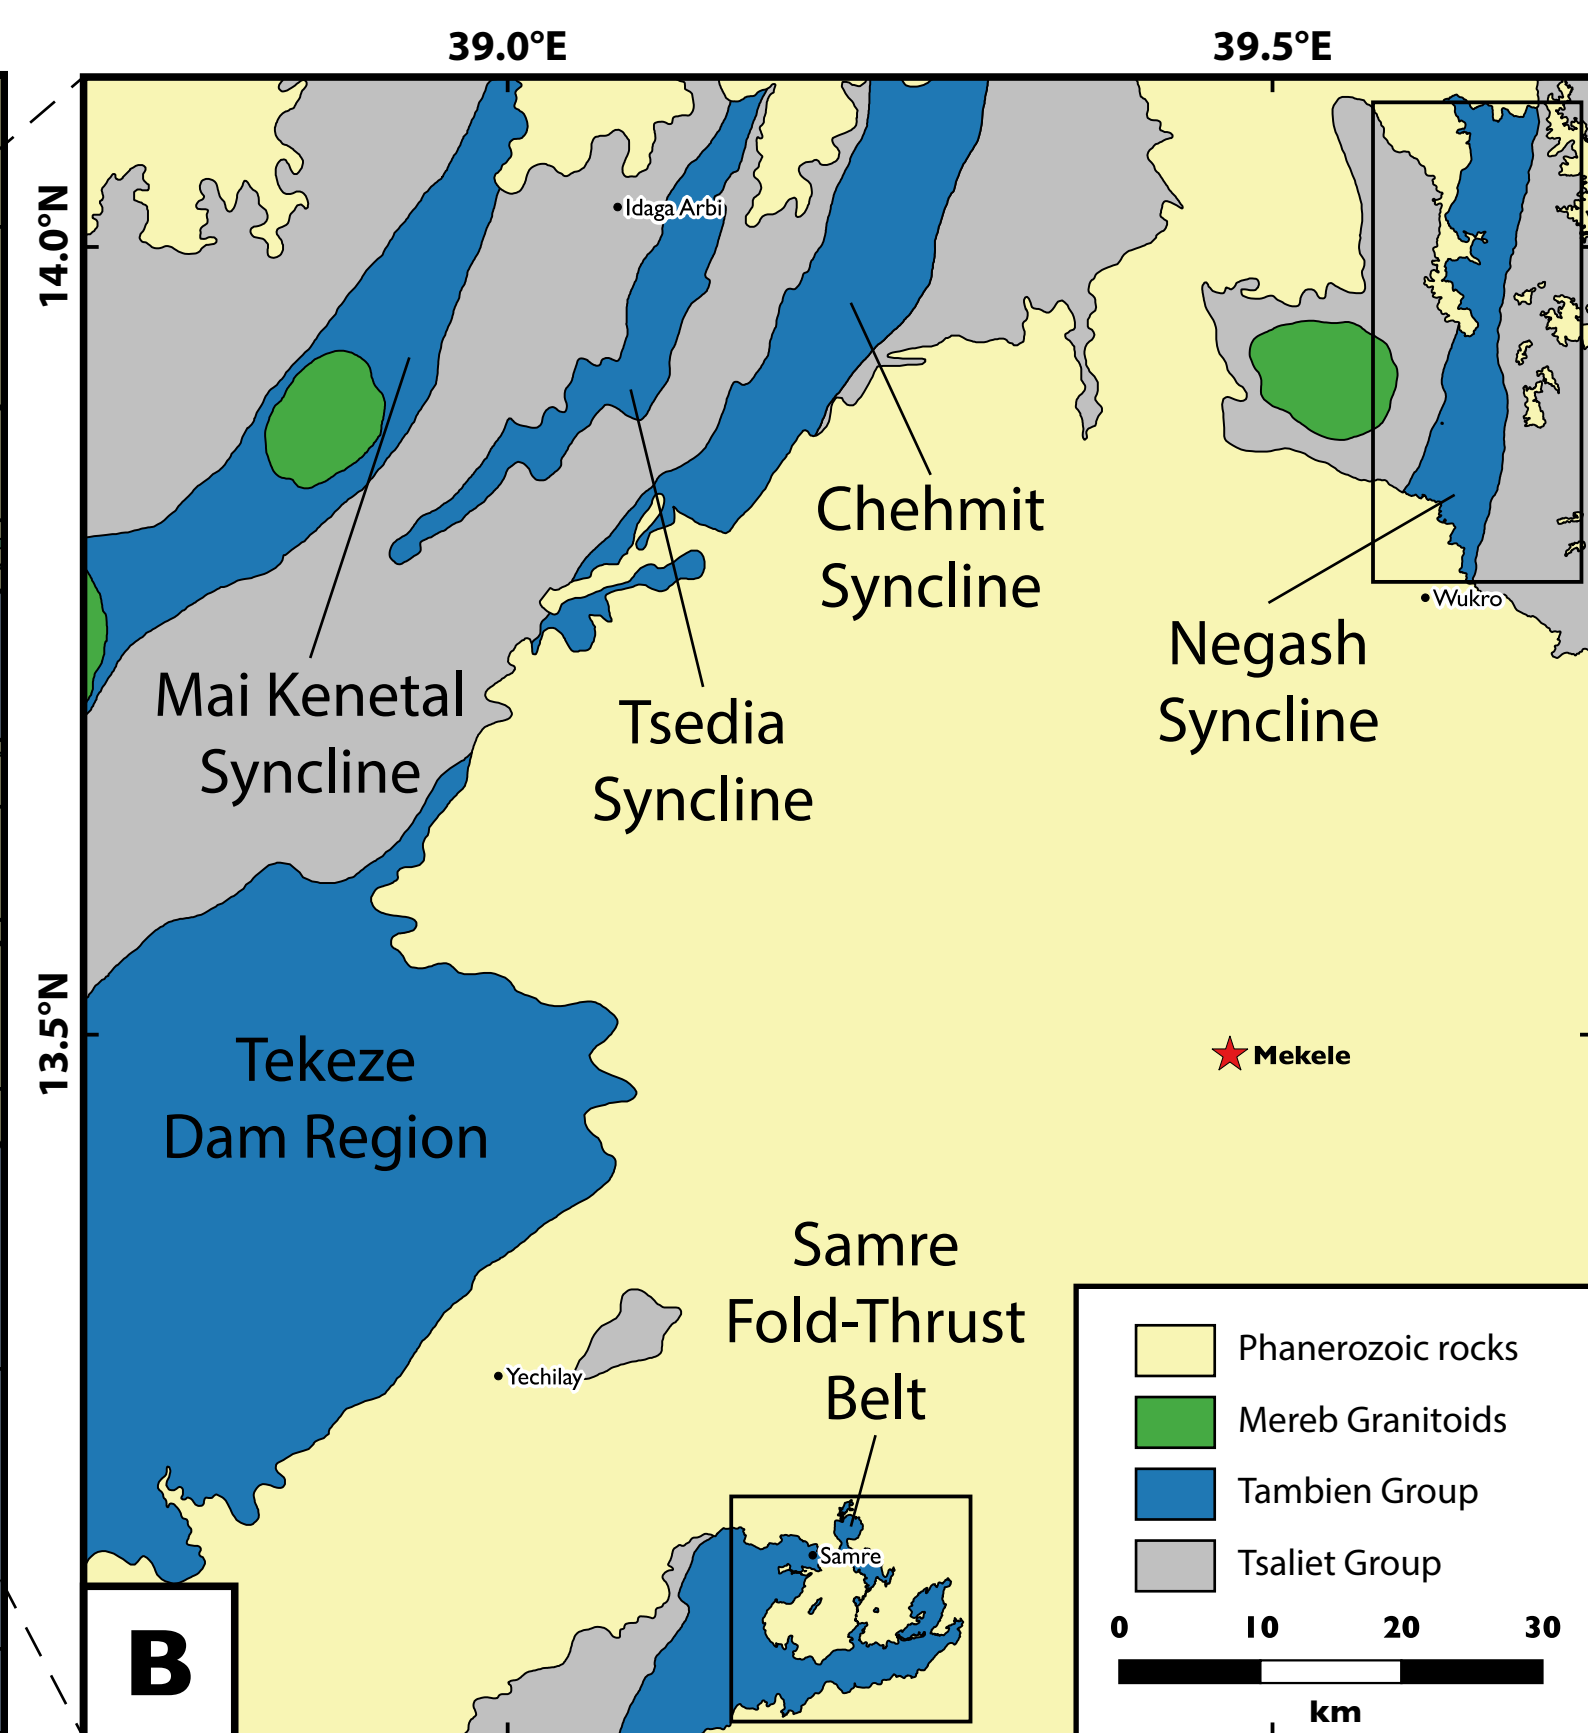 39.0°E
39.5°E
14.0°N
Idaga Arbi
Chehmit
Syncline
Wukro
Negash
Syncline
Mai Kenetal
Syncline
Tsedia
Syncline
13.5°N
Tekeze
Dam Region
Mekele
Samre
Fold-Thrust
Belt
Yechilay
Samre
Phanerozoic rocks
Mereb Granitoids
Tambien Group
Tsaliet Group
0 10 20 30
km
B